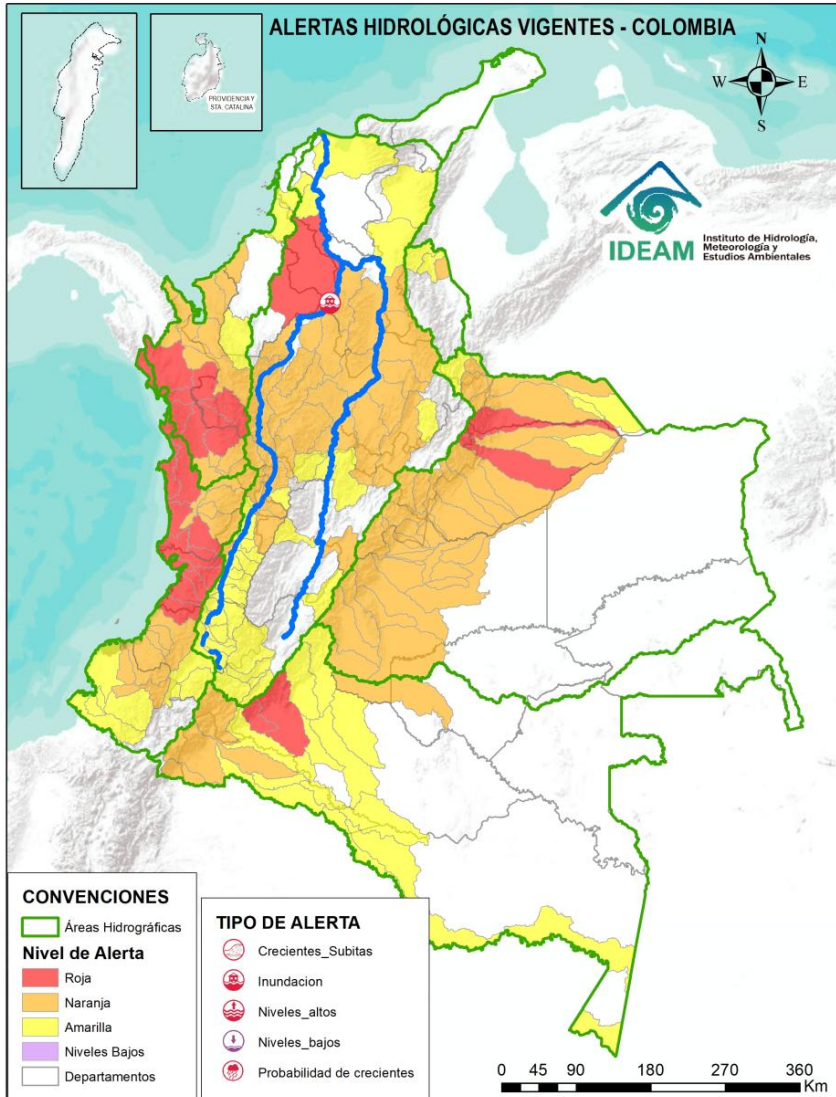 ALERTAS HIDROLÓGICAS VIGENTES - COLOMBIA
PROVIDENCIA Y
STA. CATALINA
N
W
E
S
IDEAM
Instituto de Hidrología,
Meteorología y
Estudios Ambientales
CONVENCIONES
Áreas Hidrográficas
Nivel de Alerta
Roja
Naranja
Amarilla
Niveles Bajos
Departamentos
TIPO DE ALERTA
Crecientes_Subitas
Inundacion
Niveles_altos
Niveles_bajos
Probabilidad de crecientes
0 45 90 180 270 360
Km